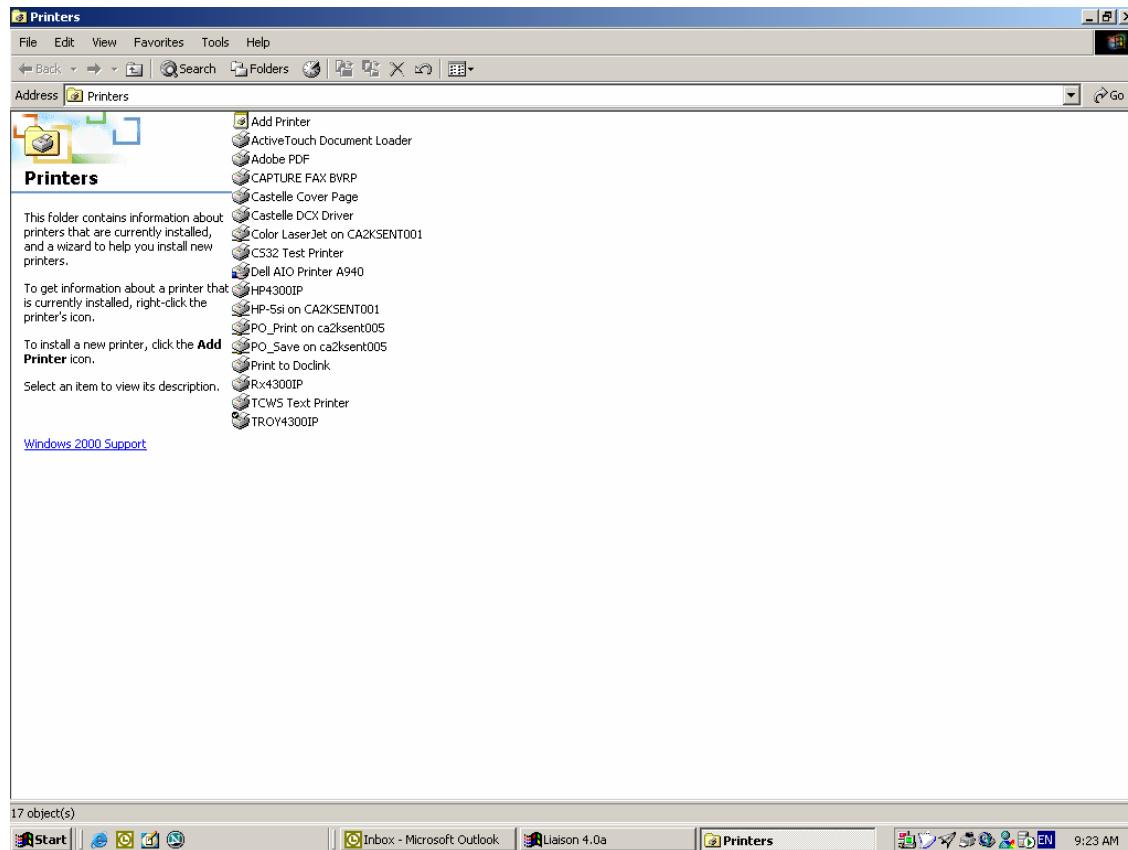 Printers
File Edit View Favorites Tools Help
Back Search Folders
Address Printers Go
Printers
This folder contains information about
printers that are currently installed,
and a wizard to help you install new
printers.
To get information about a printer that
is currently installed, right-click the
printer's icon.
To install a new printer, click the Add
Printer icon.
Select an item to view its description.
Windows 2000 Support
Add Printer
ActiveTouch Document Loader
Adobe PDF
CAPTURE FAX BVRP
Castelle Cover Page
Castelle DCX Driver
Color LaserJet on CA2KSENT001
CS32 Test Printer
Dell AIO Printer A940
HP4300IP
HP-5si on CA2KSENT001
PO_Print on ca2ksent005
PO_Save on ca2ksent005
Print to Doclink
Rx4300IP
TCWS Text Printer
TROY4300IP
17 object(s)
Start Inbox - Microsoft Outlook Liaison 4.0a Printers EN 9:23 AM